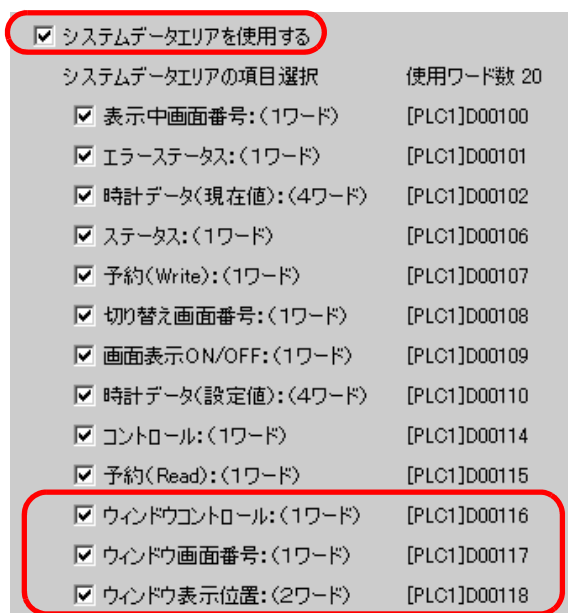 システムデータエリアを使用する
システムデータエリアの項目選択 使用ワード数 20
表示中画面番号:(1ワード) [PLC1]D00100
エラーステータス:(1ワード) [PLC1]D00101
時計データ(現在値):(4ワード) [PLC1]D00102
ステータス:(1ワード) [PLC1]D00106
予約(Write):(1ワード) [PLC1]D00107
切り替え画面番号:(1ワード) [PLC1]D00108
画面表示ON/OFF:(1ワード) [PLC1]D00109
時計データ(設定値):(4ワード) [PLC1]D00110
コントロール:(1ワード) [PLC1]D00114
予約(Read):(1ワード) [PLC1]D00115
ウィンドウコントロール:(1ワード) [PLC1]D00116
ウィンドウ画面番号:(1ワード) [PLC1]D00117
ウィンドウ表示位置:(2ワード) [PLC1]D00118